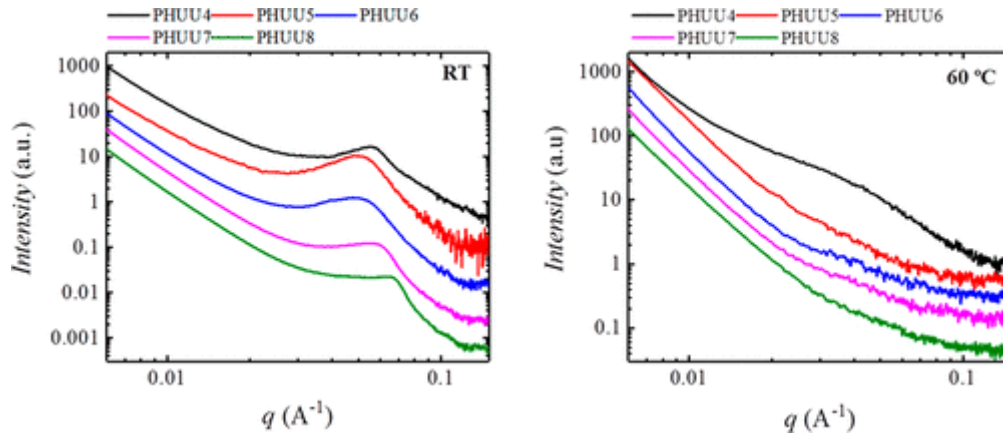 PHUU4 PHUU5 PHUU6
PHUU7 PHUU8
RT
1000
100
10
1
0.1
0.01
0.001
Intensity (a.u.)
0.01 0.1
q (A⁻¹)
PHUU4 PHUU5 PHUU6
PHUU7 PHUU8
60 ºC
1000
100
10
1
0.1
Intensity (a.u)
0.01 0.1
q (A⁻¹)